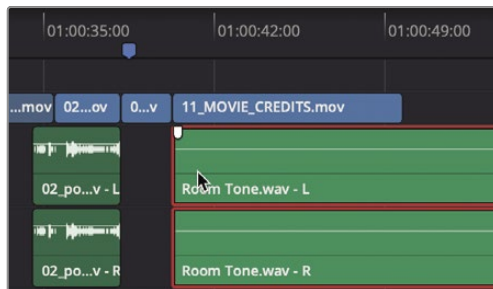 01:00:35:00 01:00:42:00 01:00:49:00
...mov 02...ov 0...v 11_MOVIE_CREDITS.mov
02_po...v - L Room Tone.wav - L
02_po...v - R Room Tone.wav - R